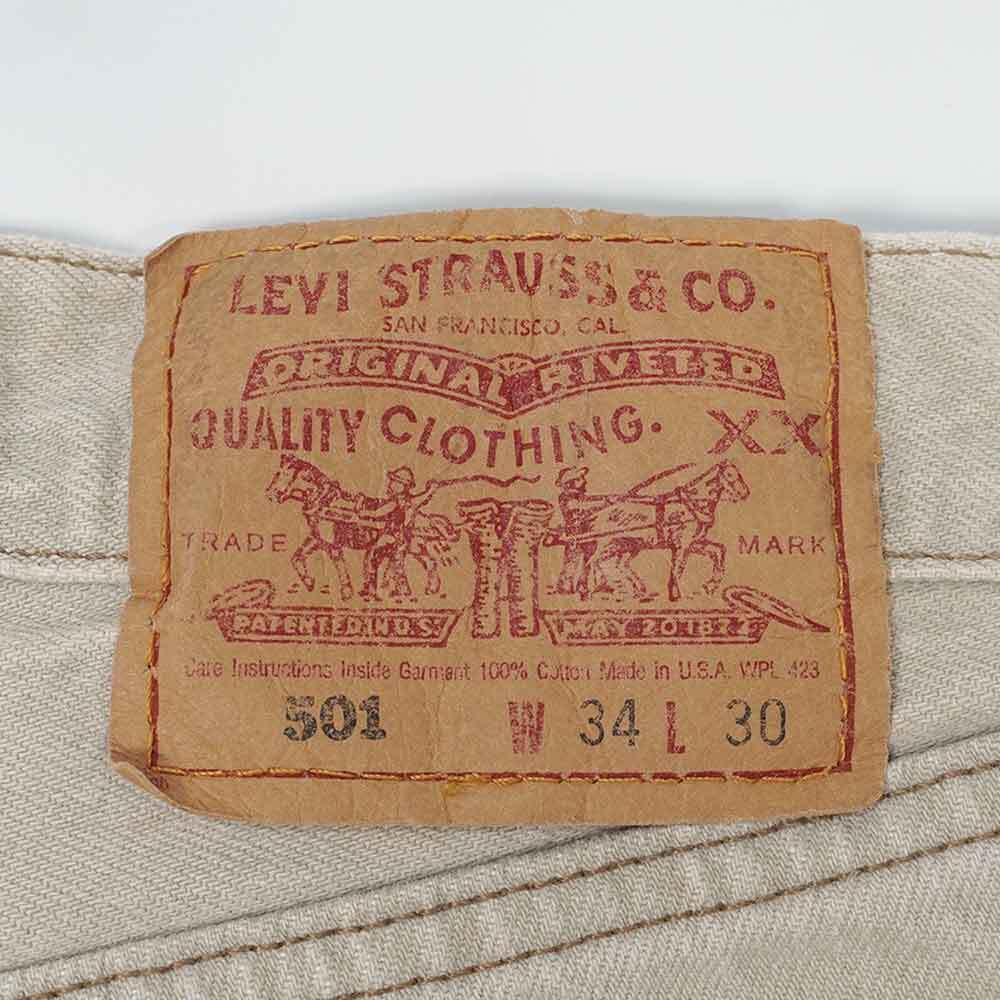 LEVI STRAUSS & CO.
SAN FRANCISCO, CAL.
ORIGINAL RIVETED
QUALITY CLOTHING. XX
TRADE MARK
PATENTED IN U.S. MAY 20 1873
Care Instructions Inside Garment 100% Cotton Made in U.S.A. WPL 423
501 W 34 L 30